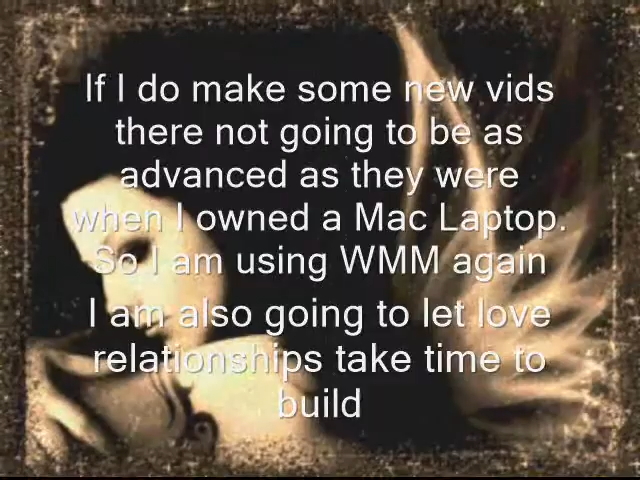 If I do make some new vids
there not going to be as
advanced as they were
when I owned a Mac Laptop.
So I am using WMM again
I am also going to let love
relationships take time to
build